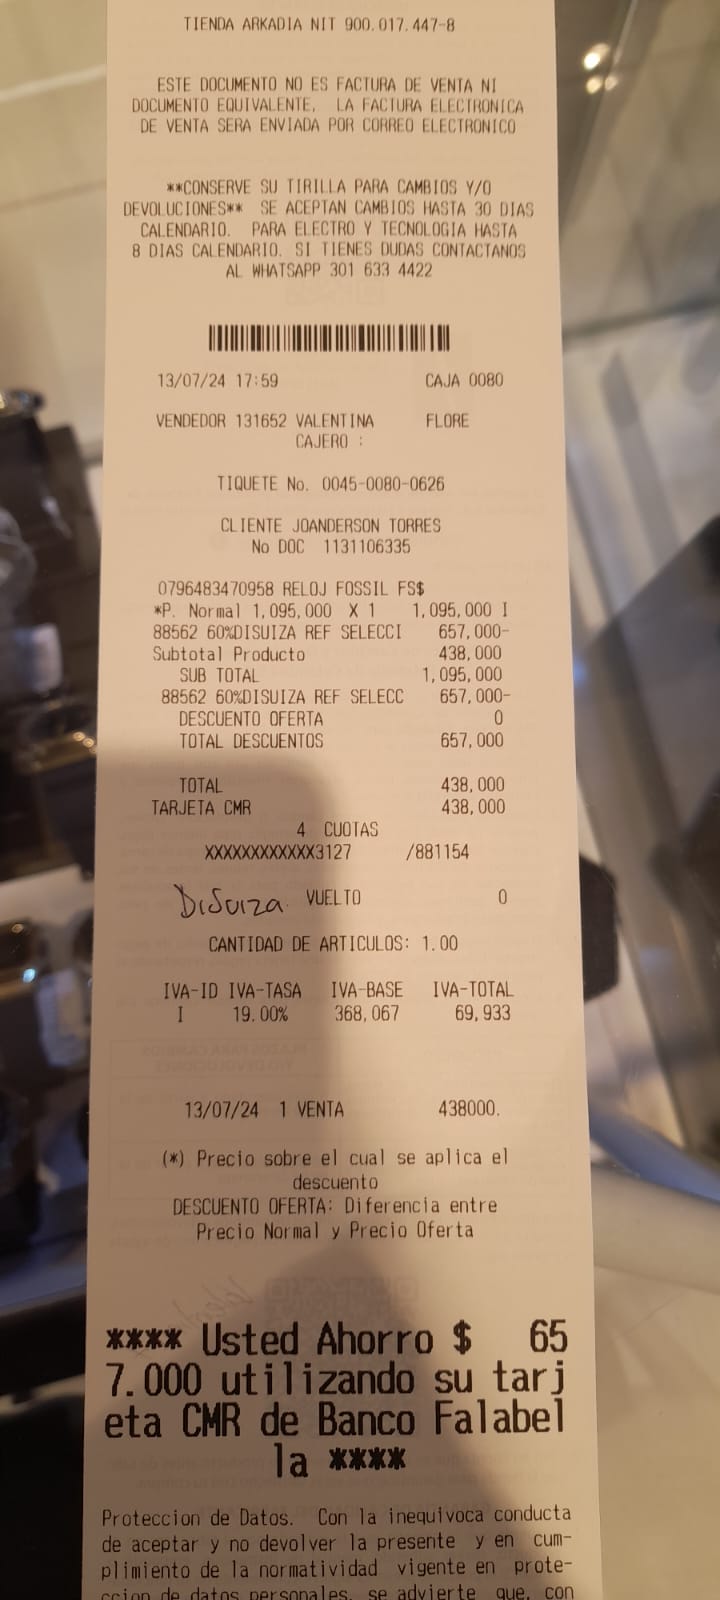 TIENDA ARKADIA NIT 900.017.447-8
ESTE DOCUMENTO NO ES FACTURA DE VENTA NI
DOCUMENTO EQUIVALENTE, LA FACTURA ELECTRONICA
DE VENTA SERA ENVIADA POR CORREO ELECTRONICO
**CONSERVE SU TIRILLA PARA CAMBIOS Y/O
DEVOLUCIONES** SE ACEPTAN CAMBIOS HASTA 30 DIAS
CALENDARIO. PARA ELECTRO Y TECNOLOGIA HASTA
8 DIAS CALENDARIO. SI TIENES DUDAS CONTACTANOS
AL WHATSAPP 301 633 4422
13/07/24 17:59 CAJA 0080
VENDEDOR 131652 VALENTINA FLORE
CAJERO :
TIQUETE No. 0045-0080-0626
CLIENTE JOANDERSON TORRES
No DOC 1131106335
0796483470958 RELOJ FOSSIL FS$
*P. Normal 1,095,000 X 1 1,095,000 I
88562 60%DISUIZA REF SELECCI 657,000-
Subtotal Producto 438,000
SUB TOTAL 1,095,000
88562 60%DISUIZA REF SELECC 657,000-
DESCUENTO OFERTA 0
TOTAL DESCUENTOS 657,000
TOTAL 438,000
TARJETA CMR 438,000
4 CUOTAS
XXXXXXXXXXXX3127 /881154
DiSuiza VUELTO 0
CANTIDAD DE ARTICULOS: 1.00
IVA-ID IVA-TASA IVA-BASE IVA-TOTAL
I 19.00% 368,067 69,933
13/07/24 1 VENTA 438000.
(*) Precio sobre el cual se aplica el
descuento
DESCUENTO OFERTA: Diferencia entre
Precio Normal y Precio Oferta
**** Usted Ahorro $ 65
7.000 utilizando su tarj
eta CMR de Banco Falabel
la ****
Proteccion de Datos. Con la inequivoca conducta
de aceptar y no devolver la presente y en cum-
plimiento de la normatividad vigente en prote-
ccion de datos personales, se advierte que, con